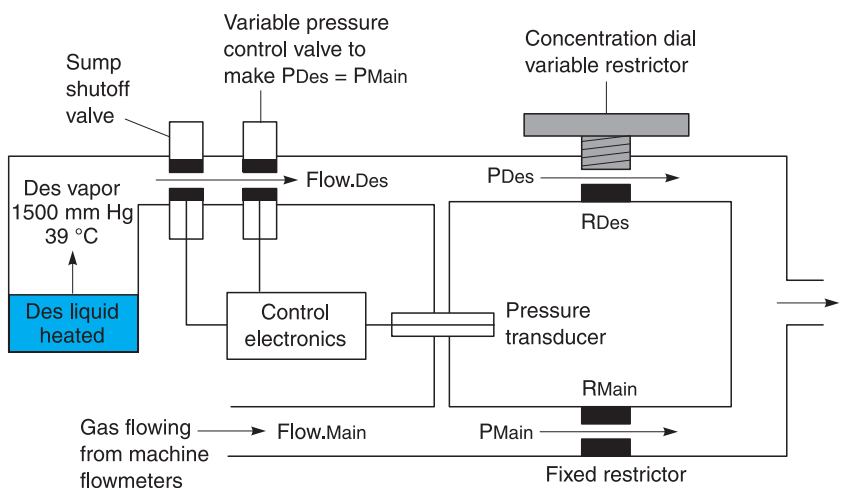 Variable pressure
control valve to
make PDes = PMain
Concentration dial
variable restrictor
Sump
shutoff
valve
Flow.Des
PDes
Des vapor
1500 mm Hg
39 °C
RDes
Des liquid
heated
Control
electronics
Pressure
transducer
RMain
Gas flowing
from machine
flowmeters
Flow.Main
PMain
Fixed restrictor